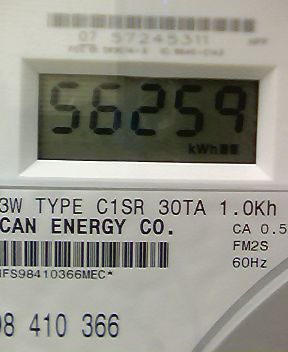 07 57245311
56259
kWh
3W TYPE C1SR 30TA 1.0Kh
CAN ENERGY CO.
CA 0.5
FM2S
60Hz
MFS98410366MEC*
98 410 366